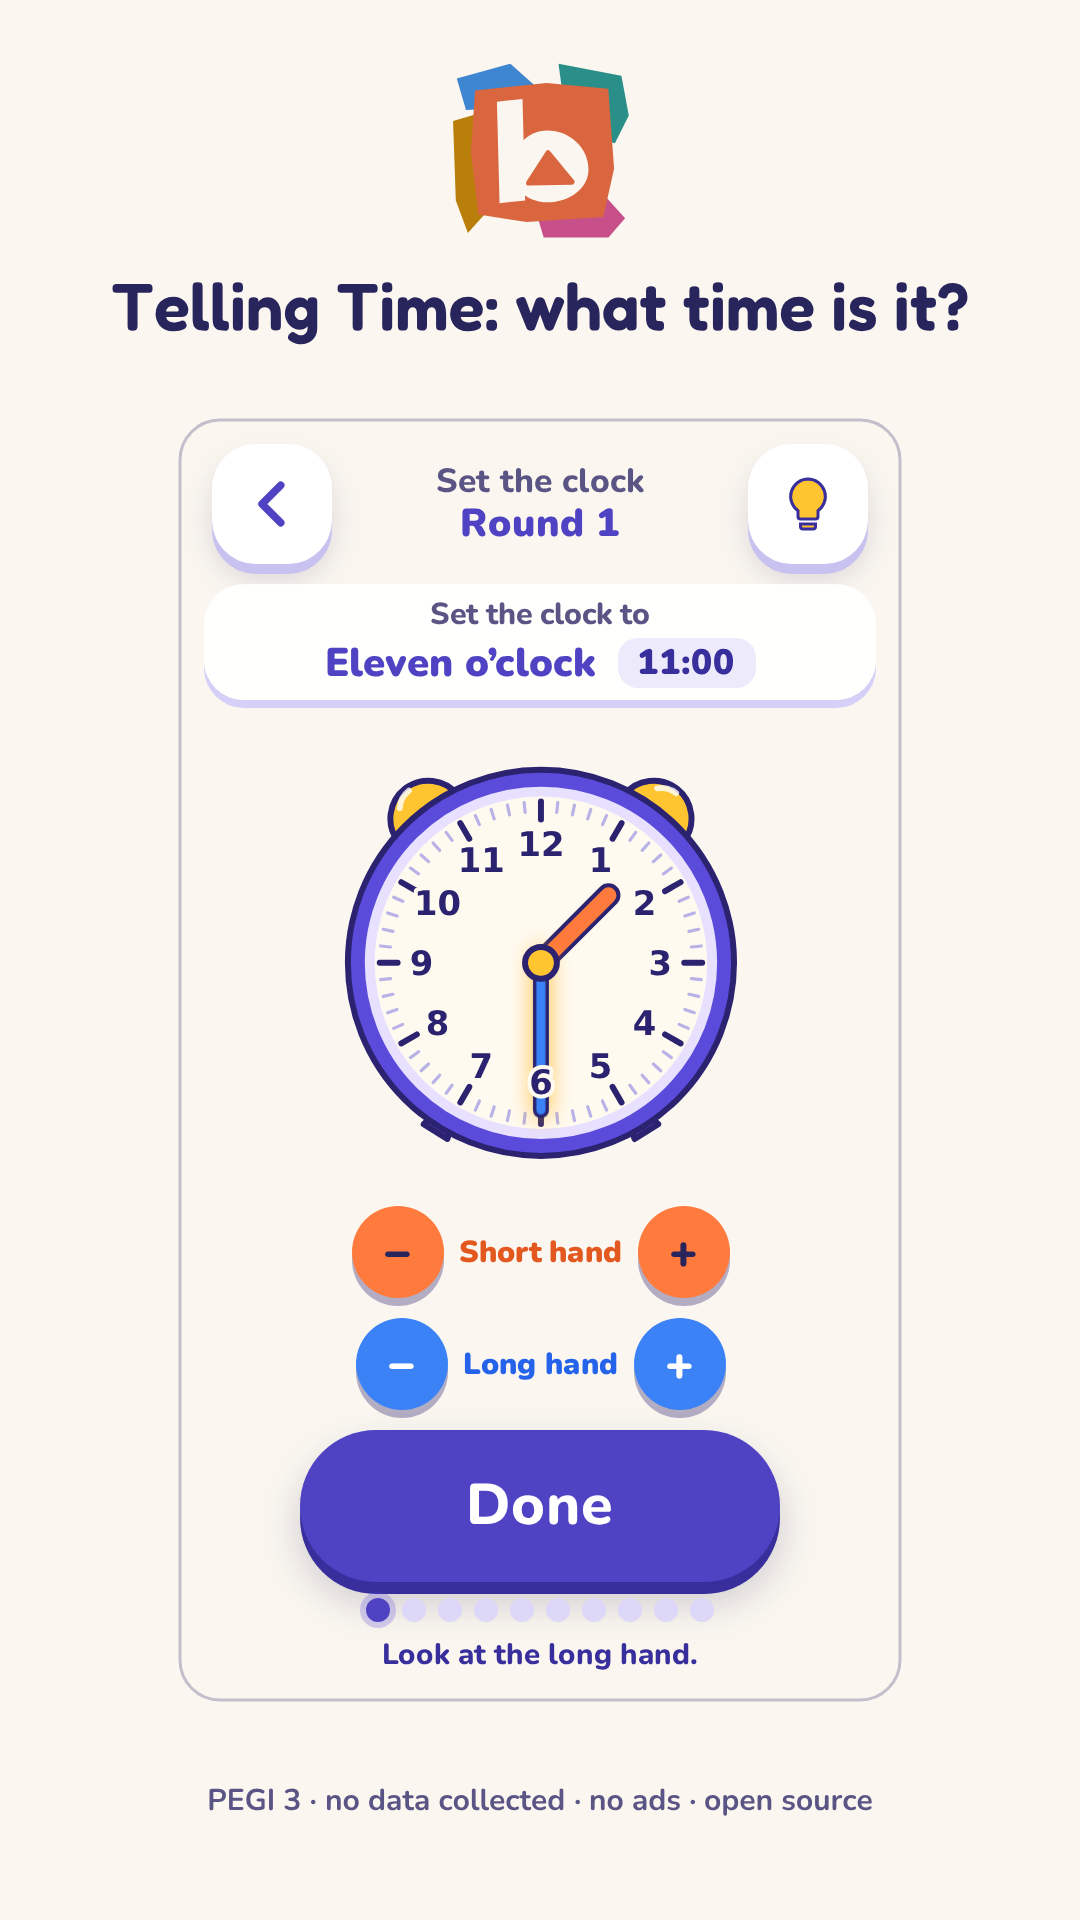 b
Telling Time: what time is it?
Set the clock
Round 1
Set the clock to
Eleven o’clock 11:00
12
11 1
10 2
9 3
8 4
7 5
6
− Short hand +
− Long hand +
Done
Look at the long hand.
PEGI 3 · no data collected · no ads · open source